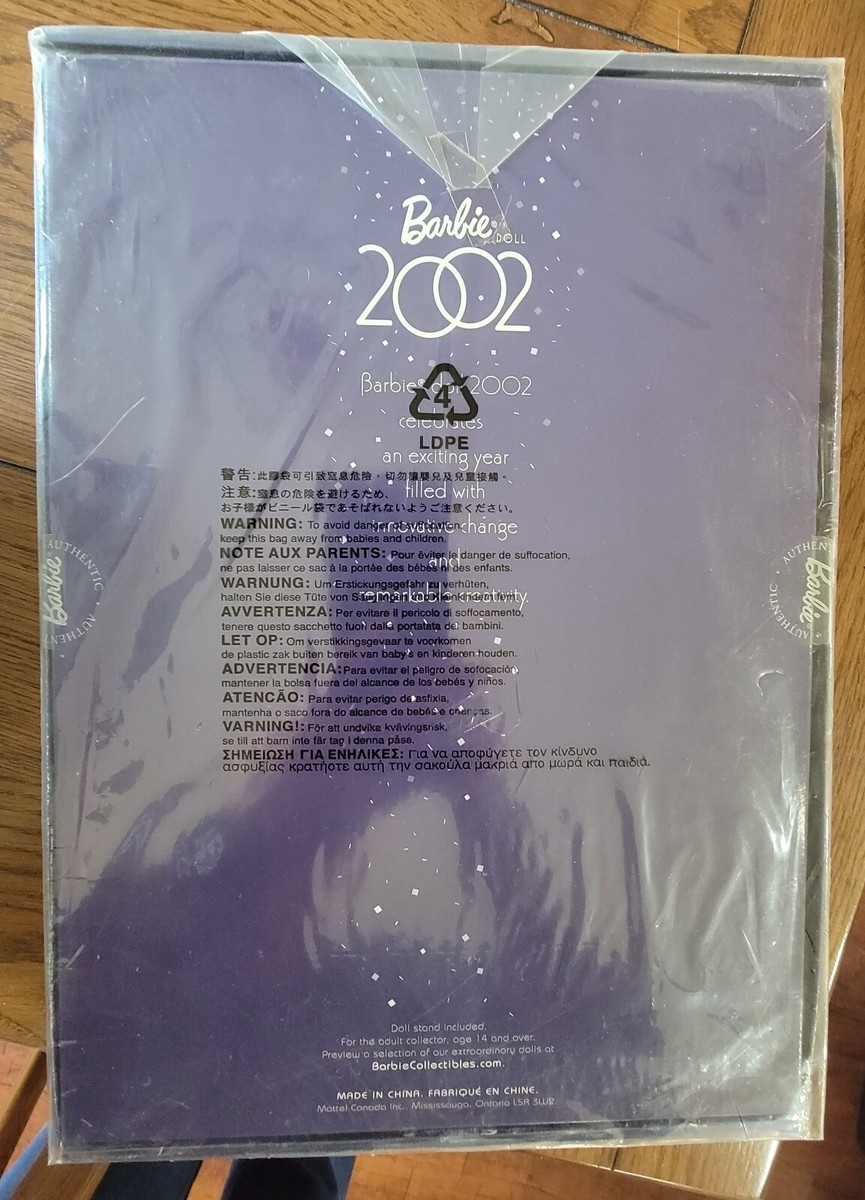 Barbie® DOLL
2002
Barbie® doll 2002
celebrates
4
LDPE
an exciting year
filled with
innovative change
and
remarkable creativity.
警告:此膠袋可引致窒息危險，切勿讓嬰兒及兒童接觸。
注意:窒息の危険を避けるため、
お子様がビニール袋であそばれないようご注意ください。
WARNING: To avoid danger of suffocation,
keep this bag away from babies and children.
NOTE AUX PARENTS: Pour éviter le danger de suffocation,
ne pas laisser ce sac à la portée des bébés ni des enfants.
WARNUNG: Um Erstickungsgefahr zu verhüten,
halten Sie diese Tüte von Säuglingen und Kleinkindern fern.
AVVERTENZA: Per evitare il pericolo di soffocamento,
tenere questo sacchetto fuori dalla portata dei bambini.
LET OP: Om verstikkingsgevaar te voorkomen
de plastic zak buiten bereik van baby's en kinderen houden.
ADVERTENCIA: Para evitar el peligro de sofocación
mantener la bolsa fuera del alcance de los bebés y niños.
ATENCÃO: Para evitar perigo de asfixia,
mantenha o saco fora do alcance de bebés e crianças.
VARNING!: För att undvika kvävingsrisk,
se till att barn inte får tag i denna påse.
ΣΗΜΕΙΩΣΗ ΓΙΑ ΕΝΗΛΙΚΕΣ: Για να αποφύγετε τον κίνδυνο
ασφυξίας κρατήστε αυτή την σακούλα μακριά απο μωρά και παιδιά.
AUTHENTIC
Barbie
AUTHEN
AUTHEN
Barbie
AUTHENTIC
Doll stand included.
For the adult collector, age 14 and over.
Preview a selection of our extraordinary dolls at
BarbieCollectibles.com.
MADE IN CHINA. FABRIQUÉ EN CHINE.
Mattel Canada Inc., Mississauga, Ontario L5R 3W2.